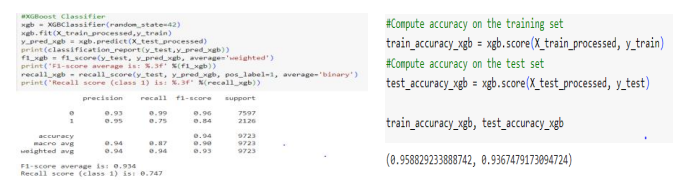 #XGBoost Classifier
xgb = XGBClassifier(random_state=42)
xgb.fit(X_train_processed,y_train)
y_pred_xgb = xgb.predict(X_test_processed)
print(classification_report(y_test,y_pred_xgb))
f1_xgb = f1_score(y_test, y_pred_xgb, average='weighted')
print('F1-score average is: %.3f' %(f1_xgb))
recall_xgb = recall_score(y_test, y_pred_xgb, pos_label=1, average='binary')
print('Recall score (class 1) is: %.3f' %(recall_xgb))
precision recall f1-score support
0 0.93 0.99 0.96 7597
1 0.95 0.75 0.84 2126
accuracy 0.94 9723
macro avg 0.94 0.87 0.90 9723
weighted avg 0.94 0.94 0.93 9723
F1-score average is: 0.934
Recall score (class 1) is: 0.747
#Compute accuracy on the training set
train_accuracy_xgb = xgb.score(X_train_processed, y_train)
#Compute accuracy on the test set
test_accuracy_xgb = xgb.score(X_test_processed, y_test)
train_accuracy_xgb, test_accuracy_xgb
(0.958829233888742, 0.9367479173094724)